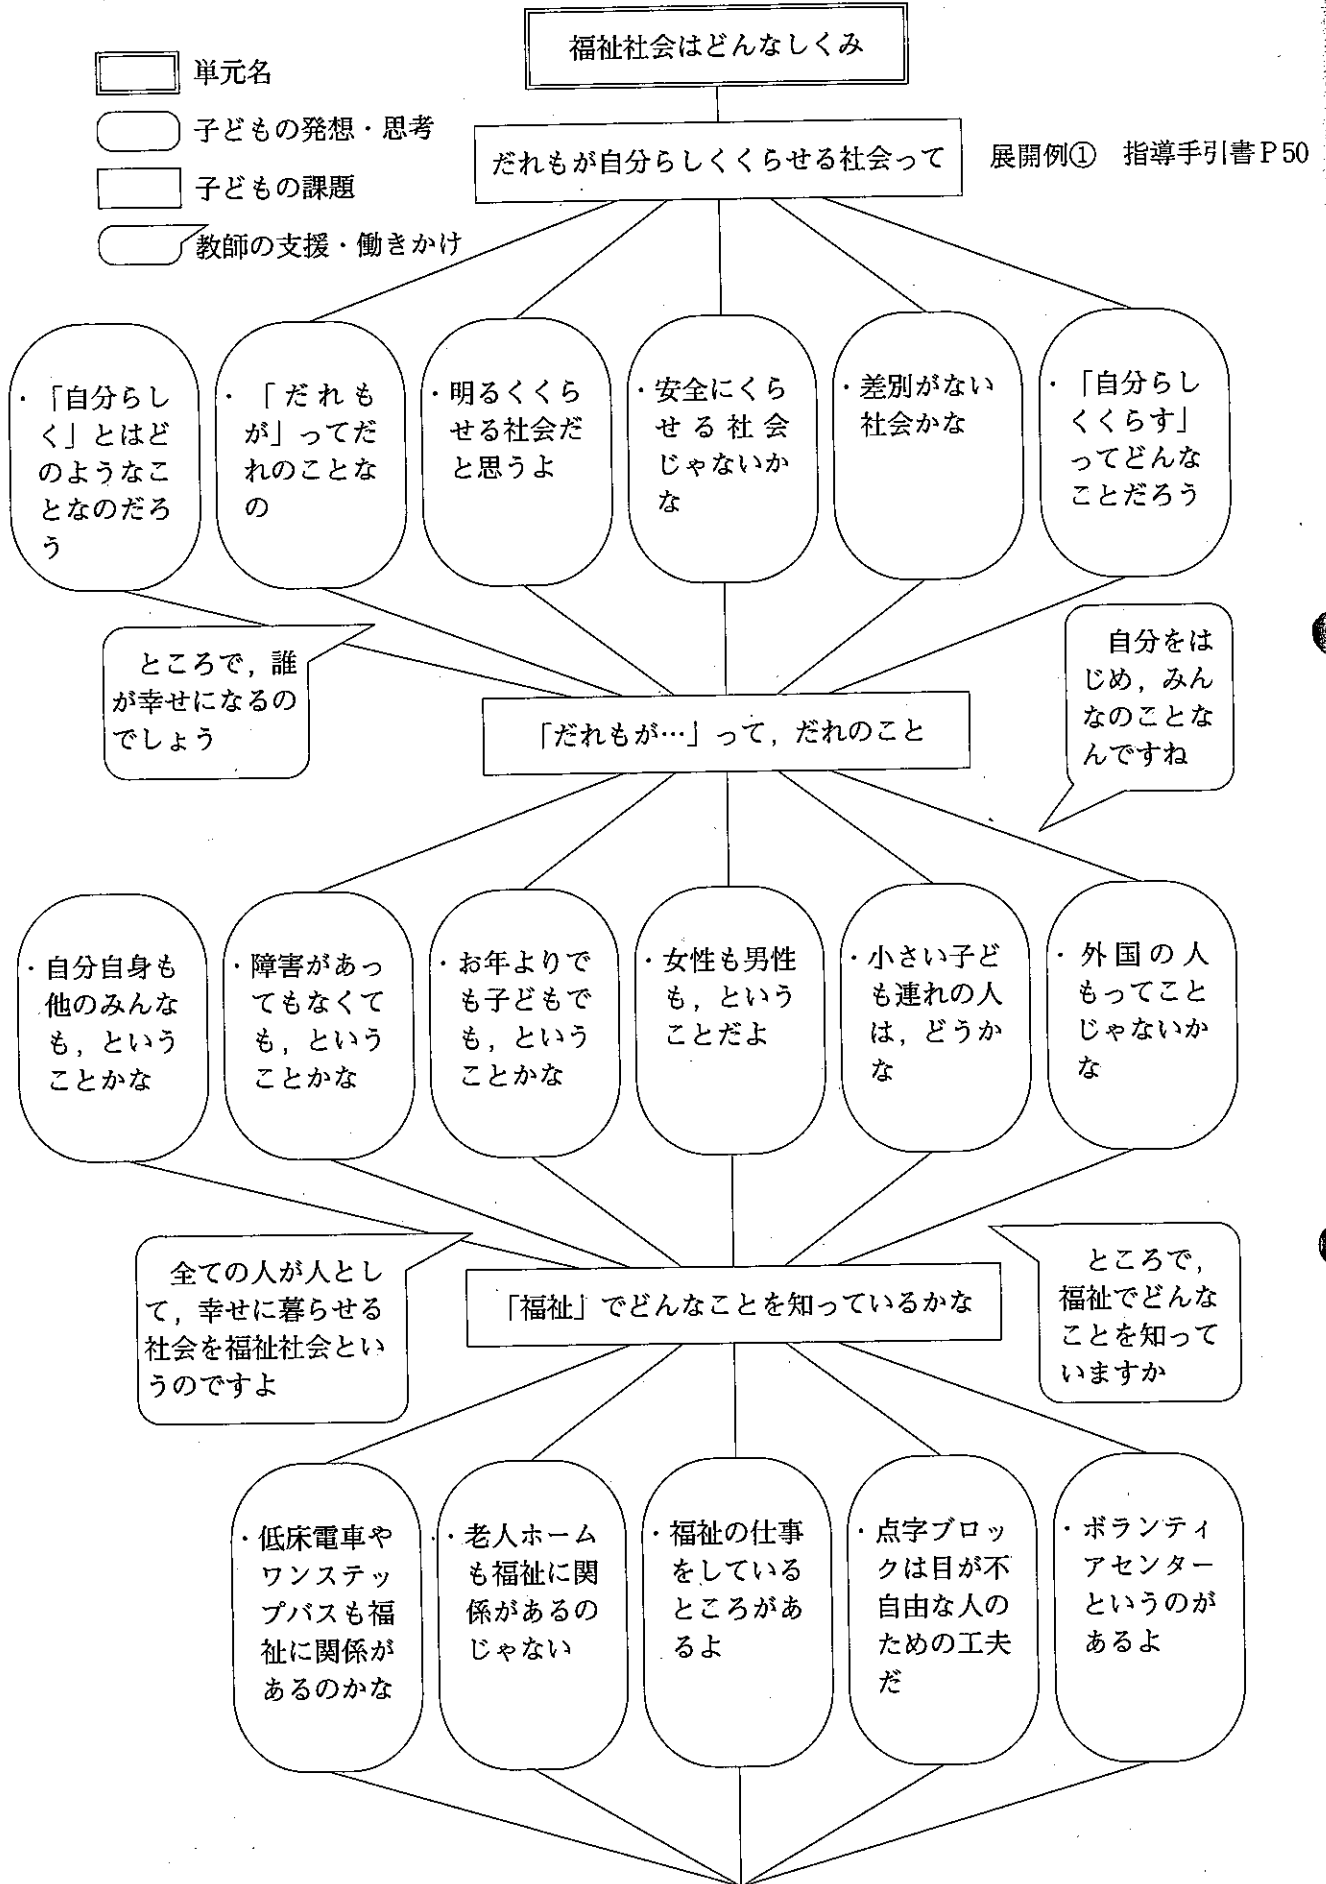 福祉社会はどんなしくみ
単元名
子どもの発想・思考
子どもの課題
教師の支援・働きかけ
だれもが自分らしくくらせる社会って
展開例① 指導手引書P50
・「自分らし
く」とはど
のようなこ
となのだろ
う
・「だれも
が」ってだ
れのことな
の
・明るくくら
せる社会だ
と思うよ
・安全にくら
せる社会
じゃないか
な
・差別がない
社会かな
・「自分らし
くくらす」
ってどんな
ことだろう
ところで，誰
が幸せになるの
でしょう
「だれもが…」って，だれのこと
自分をは
じめ，みん
なのことな
んですね
・自分自身も
他のみんな
も，という
ことかな
・障害があっ
てもなくて
も，という
ことかな
・お年よりで
も子どもで
も，という
ことかな
・女性も男性
も，という
ことだよ
・小さい子ど
も連れの人
は，どうか
な
・外国の人
もってこと
じゃないか
な
全ての人が人とし
て，幸せに暮らせる
社会を福祉社会とい
うのですよ
「福祉」でどんなことを知っているかな
ところで，
福祉でどんな
ことを知って
いますか
・低床電車や
ワンステッ
プバスも福
祉に関係が
あるのかな
・老人ホーム
も福祉に関
係があるの
じゃない
・福祉の仕事
をしている
ところがあ
るよ
・点字ブロッ
クは目が不
自由な人の
ための工夫
だ
・ボランティ
アセンター
というのが
あるよ